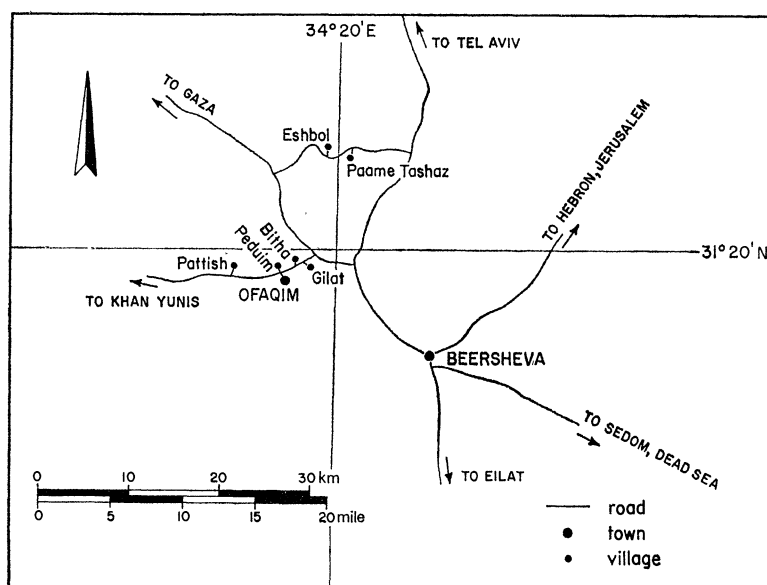 34°20'E
TO TEL AVIV
TO GAZA
Eshbol
Paame Tashaz
TO HEBRON, JERUSALEM
31°20'N
Bitha
Peduim
Pattish
Gilat
OFAQIM
TO KHAN YUNIS
BEERSHEVA
TO SEDOM, DEAD SEA
TO EILAT
0 10 20 30 km
0 5 10 15 20 mile
road
town
village